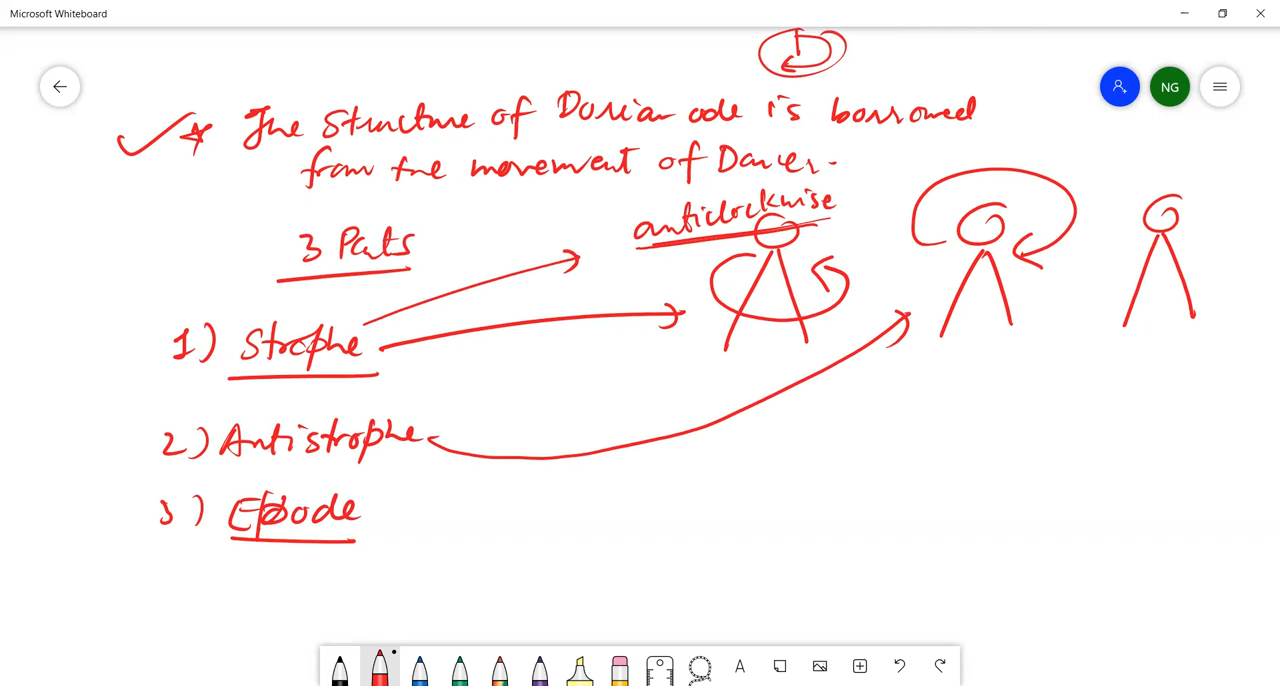 Microsoft Whiteboard
NG
The structure of Dorian ode is borrowed
from the movement of Dancer.
anticlockwise
3 Parts
1) Strophe
2) Antistrophe
3) Epode
A